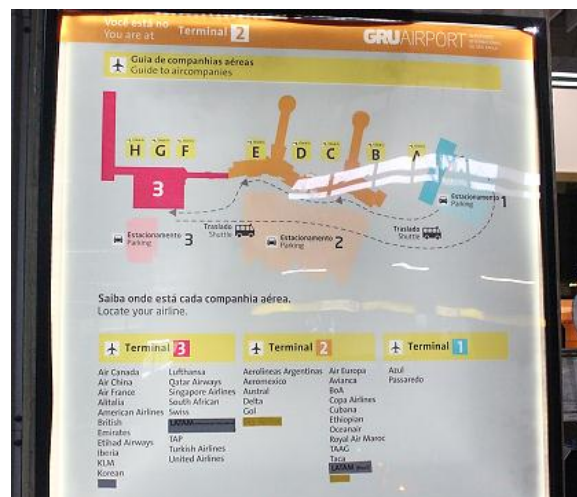 Você está no
You are at
Terminal 2
GRUAIRPORT
Guia de companhias aéreas
Guide to aircompanies
H G F E D C B A
3
1
Estacionamento
Parking
Estacionamento
Parking
3
Traslado
Shuttle
Estacionamento
Parking
2
Traslado
Shuttle
Saiba onde está cada companhia aérea.
Locate your airline.
Terminal 3
Air Canada
Air China
Air France
Alitalia
American Airlines
British
Emirates
Etihad Airways
Iberia
KLM
Korean
Lufthansa
Qatar Airways
Singapore Airlines
South African
Swiss
LATAM
TAP
Turkish Airlines
United Airlines
Terminal 2
Aerolineas Argentinas
Aeromexico
Austral
Delta
Gol
Air Europa
Avianca
BoA
Copa Airlines
Cubana
Ethiopian
Oceanair
Royal Air Maroc
TAAG
Taca
LATAM
Terminal 1
Azul
Passaredo